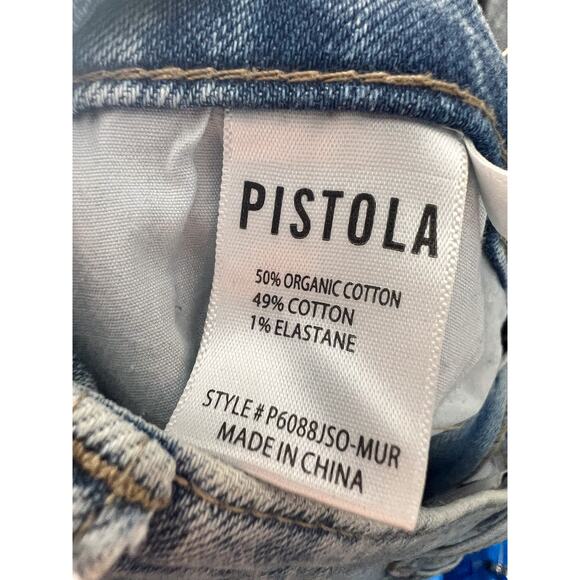 PISTOLA
50% ORGANIC COTTON
49% COTTON
1% ELASTANE
STYLE # P6088JSO-MUR
MADE IN CHINA